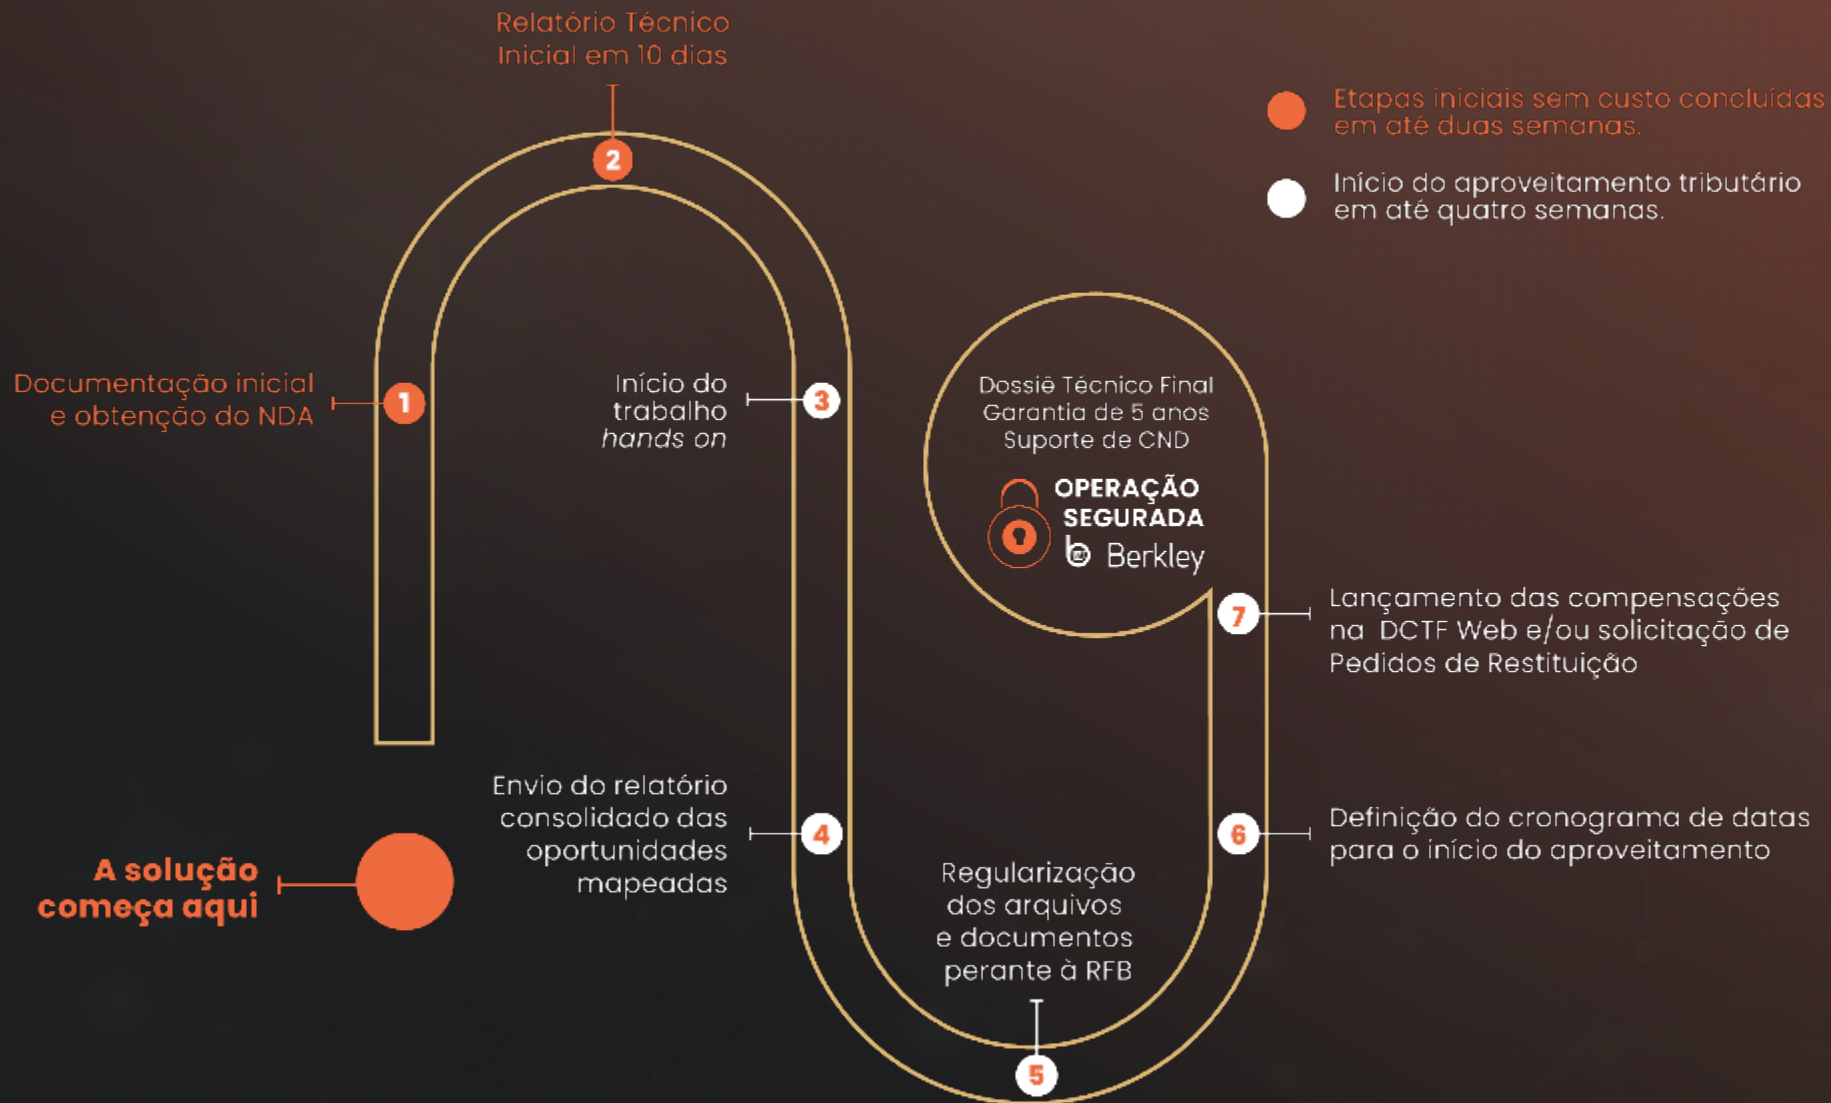 Relatório Técnico
Inicial em 10 dias
Etapas iniciais sem custo concluídas
em até duas semanas.
Início do aproveitamento tributário
em até quatro semanas.
2
Documentação inicial
e obtenção do NDA
1
Início do
trabalho
hands on
3
Dossiê Técnico Final
Garantia de 5 anos
Suporte de CND
OPERAÇÃO
SEGURADA
Berkley
7
Lançamento das compensações
na DCTF Web e/ou solicitação de
Pedidos de Restituição
Envio do relatório
consolidado das
oportunidades
mapeadas
4
6
Definição do cronograma de datas
para o início do aproveitamento
A solução
começa aqui
Regularização
dos arquivos
e documentos
perante à RFB
5